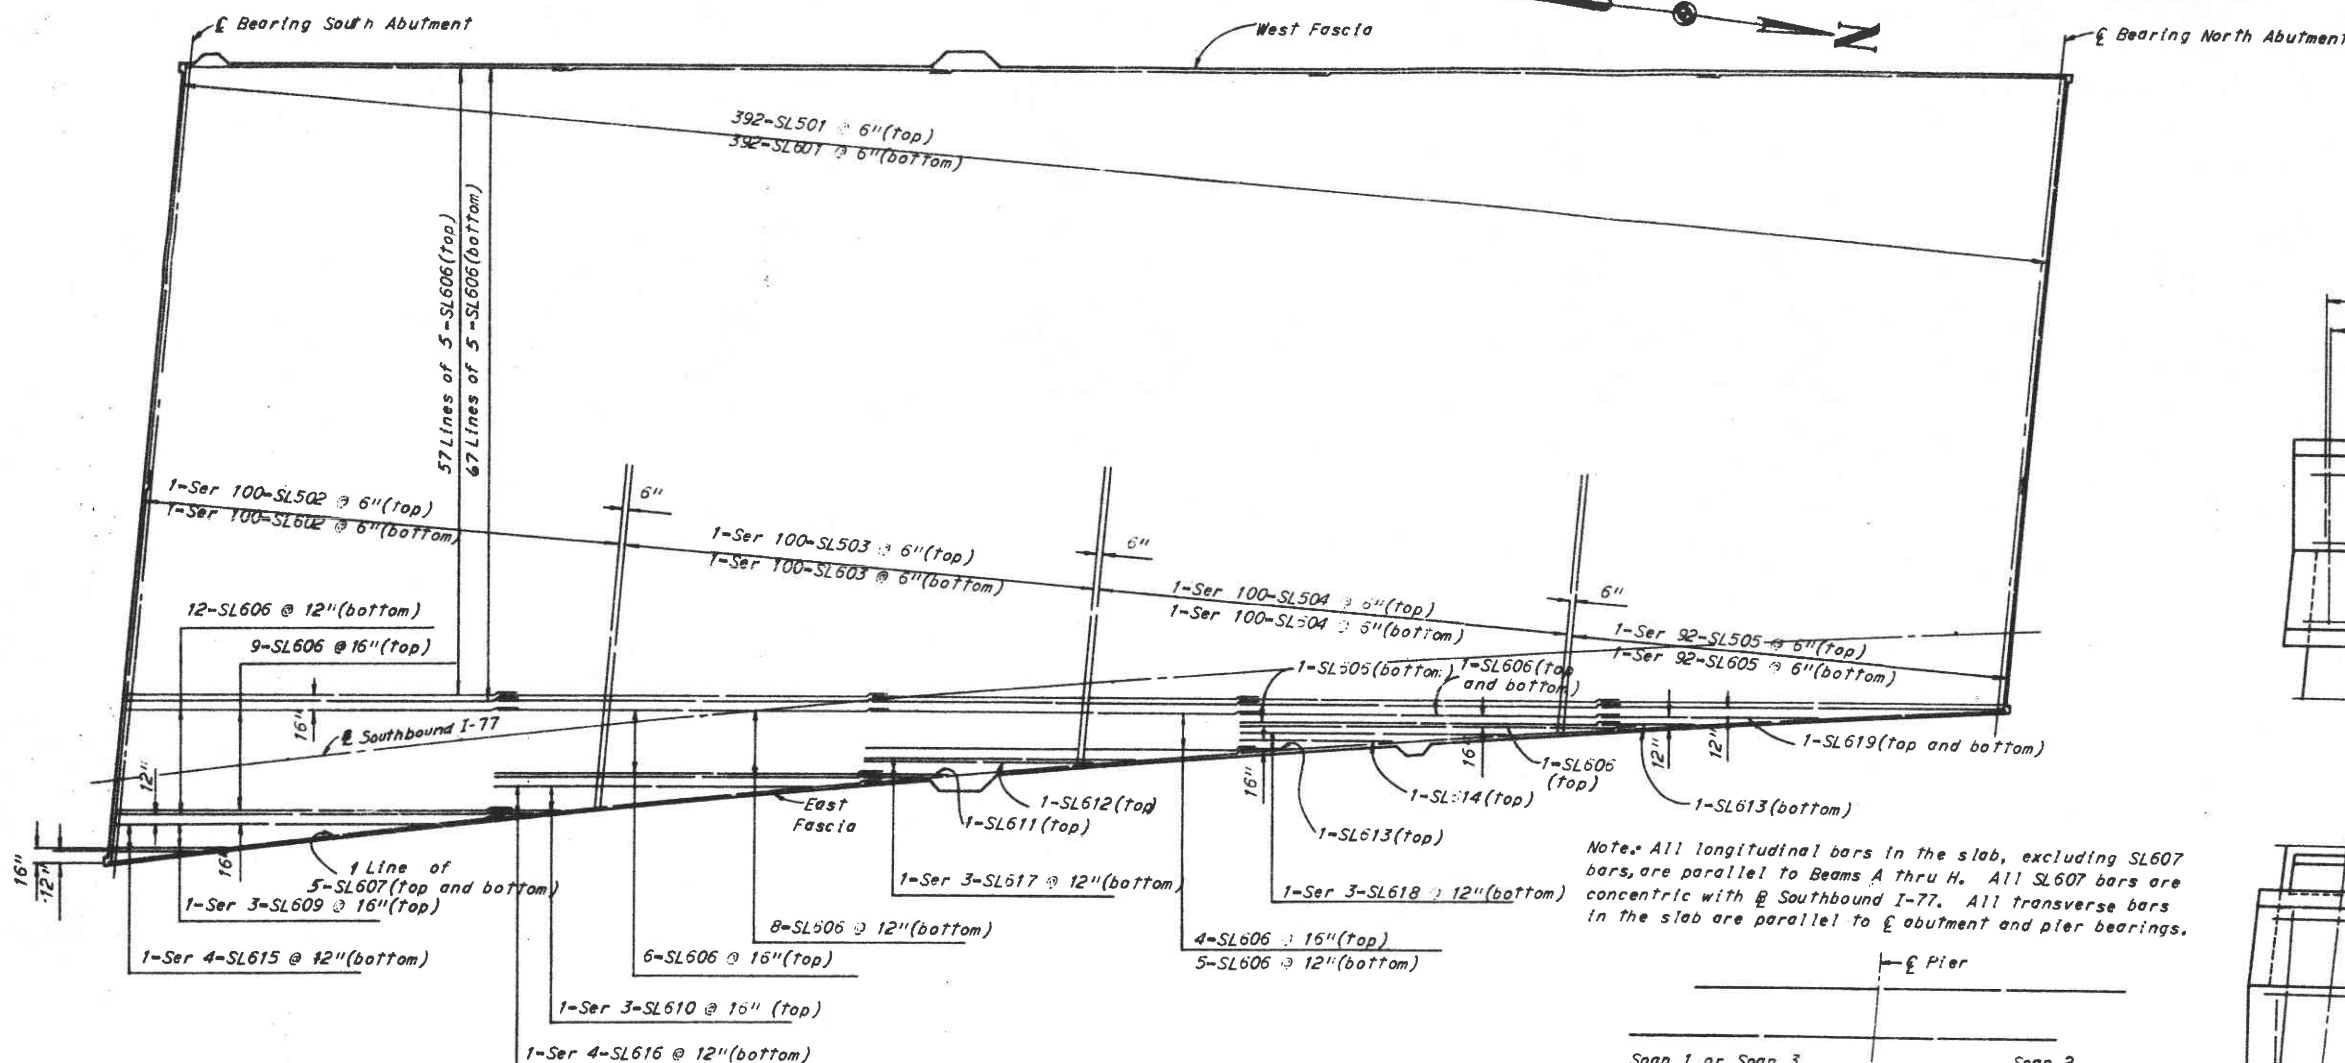 ℄ Bearing South Abutment
West Fascia
N
℄ Bearing North Abutment
392-SL501 @ 6"(top)
392-SL601 @ 6"(bottom)
57 Lines of 5-SL606(top)
67 Lines of 5-SL606(bottom)
1-Ser 100-SL502 @ 6"(top)
1-Ser 100-SL602 @ 6"(bottom)
6"
1-Ser 100-SL503 @ 6"(top)
1-Ser 100-SL603 @ 6"(bottom)
6"
1-Ser 100-SL504 @ 6"(top)
1-Ser 100-SL604 @ 6"(bottom)
6"
1-Ser 92-SL505 @ 6"(top)
1-Ser 92-SL605 @ 6"(bottom)
12-SL606 @ 12"(bottom)
9-SL606 @ 16"(top)
1-SL606(bottom)
1-SL606(top
and bottom)
16"
Southbound I-77
12"
16"
12"
16"
16"
16"
12"
12"
1-SL619(top and bottom)
1-SL606
(top)
1-SL614(top)
1-SL613(bottom)
1-SL612(top)
1-SL611(top)
1-SL613(top)
East
Fascia
1 Line of
5-SL607(top and bottom)
1-Ser 3-SL609 @ 16"(top)
1-Ser 3-SL617 @ 12"(bottom)
1-Ser 3-SL618 @ 12"(bottom)
8-SL606 @ 12"(bottom)
4-SL606 @ 16"(top)
5-SL606 @ 12"(bottom)
1-Ser 4-SL615 @ 12"(bottom)
6-SL606 @ 16"(top)
1-Ser 3-SL610 @ 16" (top)
1-Ser 4-SL616 @ 12"(bottom)
Note: All longitudinal bars in the slab, excluding SL607
bars, are parallel to Beams A thru H. All SL607 bars are
concentric with Southbound I-77. All transverse bars
in the slab are parallel to ℄ abutment and pier bearings.
℄ Pier
Span 1 or Span 3
Span 2